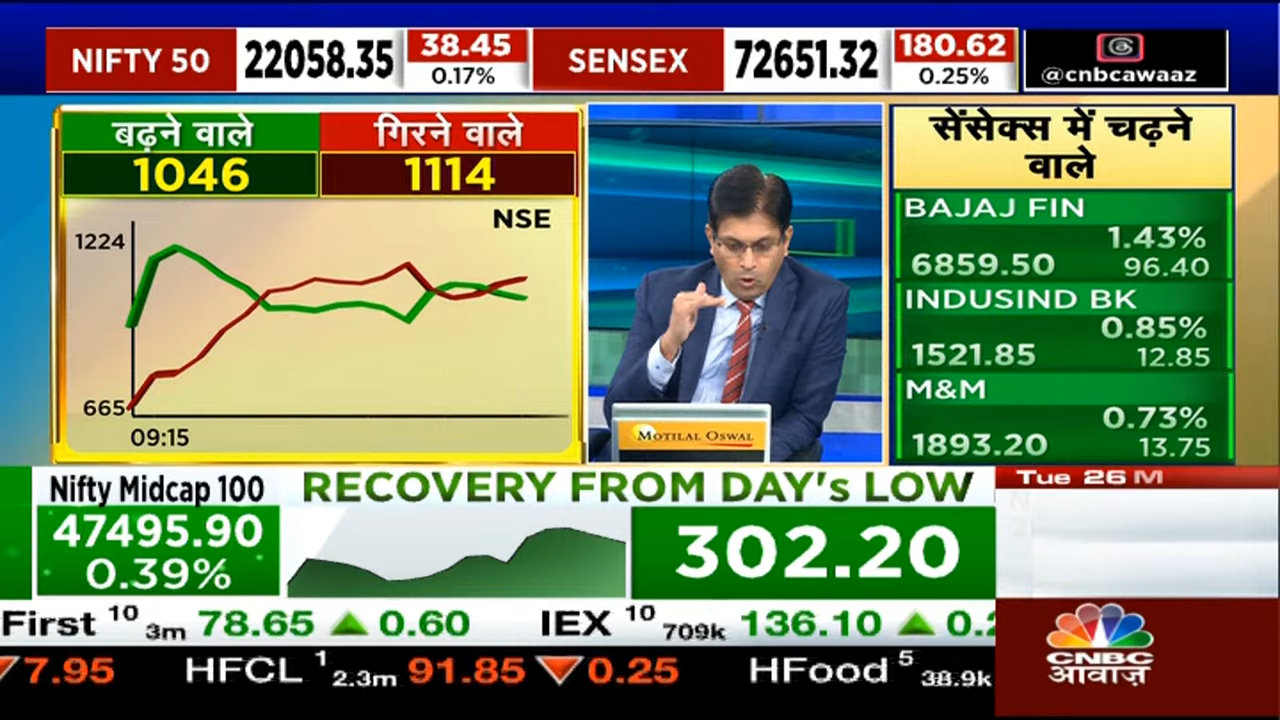 NIFTY 50 22058.35 38.45 0.17% SENSEX 72651.32 180.62 0.25%
@cnbcawaaz
बढ़ने वाले गिरने वाले
1046 1114
NSE
1224
665
09:15
MOTILAL OSWAL
सेंसेक्स में चढ़ने
वाले
BAJAJ FIN
1.43%
6859.50 96.40
INDUSIND BK
0.85%
1521.85 12.85
M&M
0.73%
1893.20 13.75
Nifty Midcap 100
47495.90
0.39%
RECOVERY FROM DAY's LOW
302.20
Tue 26 M
First 10 3m 78.65 0.60 IEX 10 709k 136.10
7.95 HFCL 1 2.3m 91.85 0.25 HFood 5 38.9k
CNBC
आवाज़